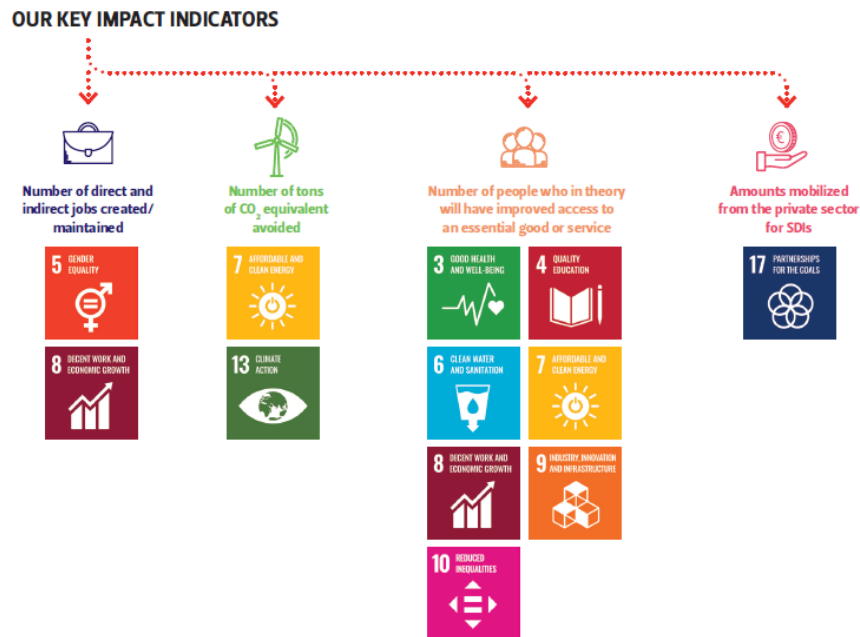 OUR KEY IMPACT INDICATORS
Number of direct and
indirect jobs created/
maintained
5 GENDER
EQUALITY
8 DECENT WORK AND
ECONOMIC GROWTH
Number of tons
of CO₂ equivalent
avoided
7 AFFORDABLE AND
CLEAN ENERGY
13 CLIMATE
ACTION
Number of people who in theory
will have improved access to
an essential good or service
3 GOOD HEALTH
AND WELL-BEING
4 QUALITY
EDUCATION
6 CLEAN WATER
AND SANITATION
7 AFFORDABLE AND
CLEAN ENERGY
8 DECENT WORK AND
ECONOMIC GROWTH
9 INDUSTRY, INNOVATION
AND INFRASTRUCTURE
10 REDUCED
INEQUALITIES
€
Amounts mobilized
from the private sector
for SDIs
17 PARTNERSHIPS
FOR THE GOALS